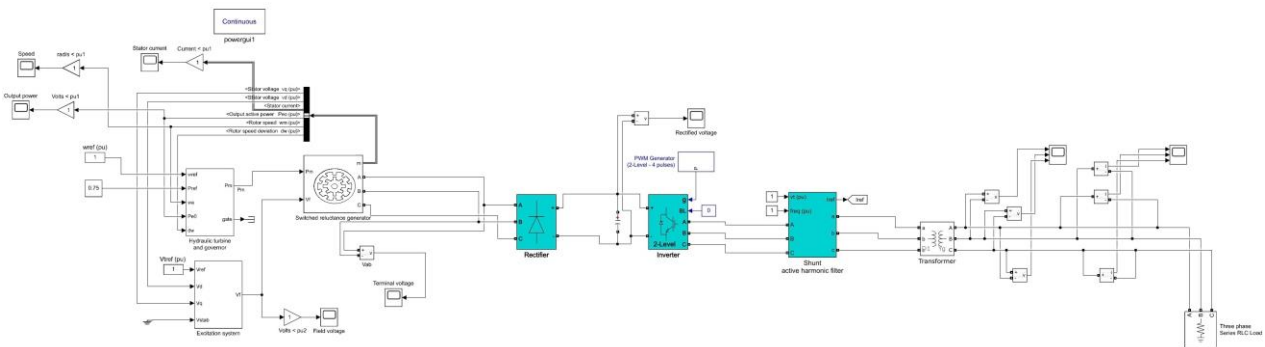 Continuous
powergui1
Speed
radis < pu1
Stator current
Current < pu1
Output power
Volts < pu1
<Stator voltage vq (pu)>
<Stator voltage vd (pu)>
<Stator current>
<Output active power Peo (pu)>
<Rotor speed wm (pu)>
<Rotor speed deviation dw (pu)>
wref (pu)
1
0.75
wref
Pref
Pm
gate
Hydraulic turbine
and governor
Pm
m
A
B
C
Switched reluctance generator
Vtref (pu)
1
Vref
Vd
Vq
Vstab
Vf
Excitation system
Volts < pu2
Field voltage
Vab
Terminal voltage
A
B
C
Rectifier
Rectified voltage
PWM Generator
(2-Level - 4 pulses)
0
BL
A
B
C
2-Level
Inverter
1
vt (pu)
1
freq (pu)
A
B
C
Iref
Iref
Shunt
active harmonic filter
Transformer
A
B
C
Three phase
Series RLC Load